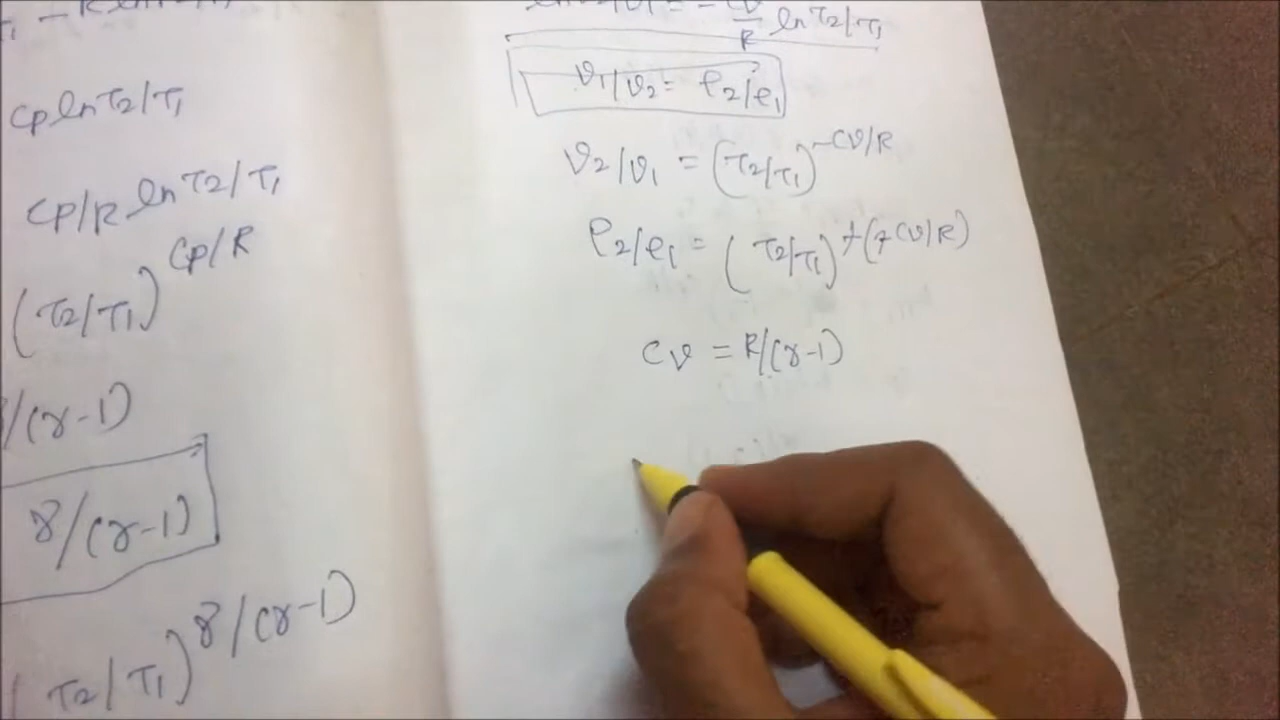 cp ln T2/T1
cp/R ln T2/T1
(T2/T1)^cp/R
/(γ-1)
γ/(γ-1)
(T2/T1)^γ/(γ-1)
-cv/R ln T2/T1
v1/v2 = ρ2/ρ1
v2/v1 = (T2/T1)^-cv/R
ρ2/ρ1 = (T2/T1)^+(+cv/R)
cv = R/(γ-1)